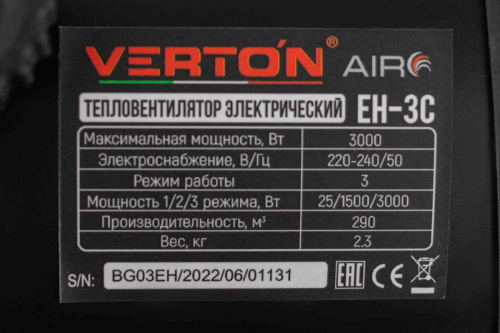 VERTON® AIR
ТЕПЛОВЕНТИЛЯТОР ЭЛЕКТРИЧЕСКИЙ EH-3C
Максимальная мощность, Вт 3000
Электроснабжение, В/Гц 220-240/50
Режим работы 3
Мощность 1/2/3 режима, Вт 25/1500/3000
Производительность, м³ 290
Вес, кг 2.3
S/N: BG03EH/2022/06/01131 EAC CE